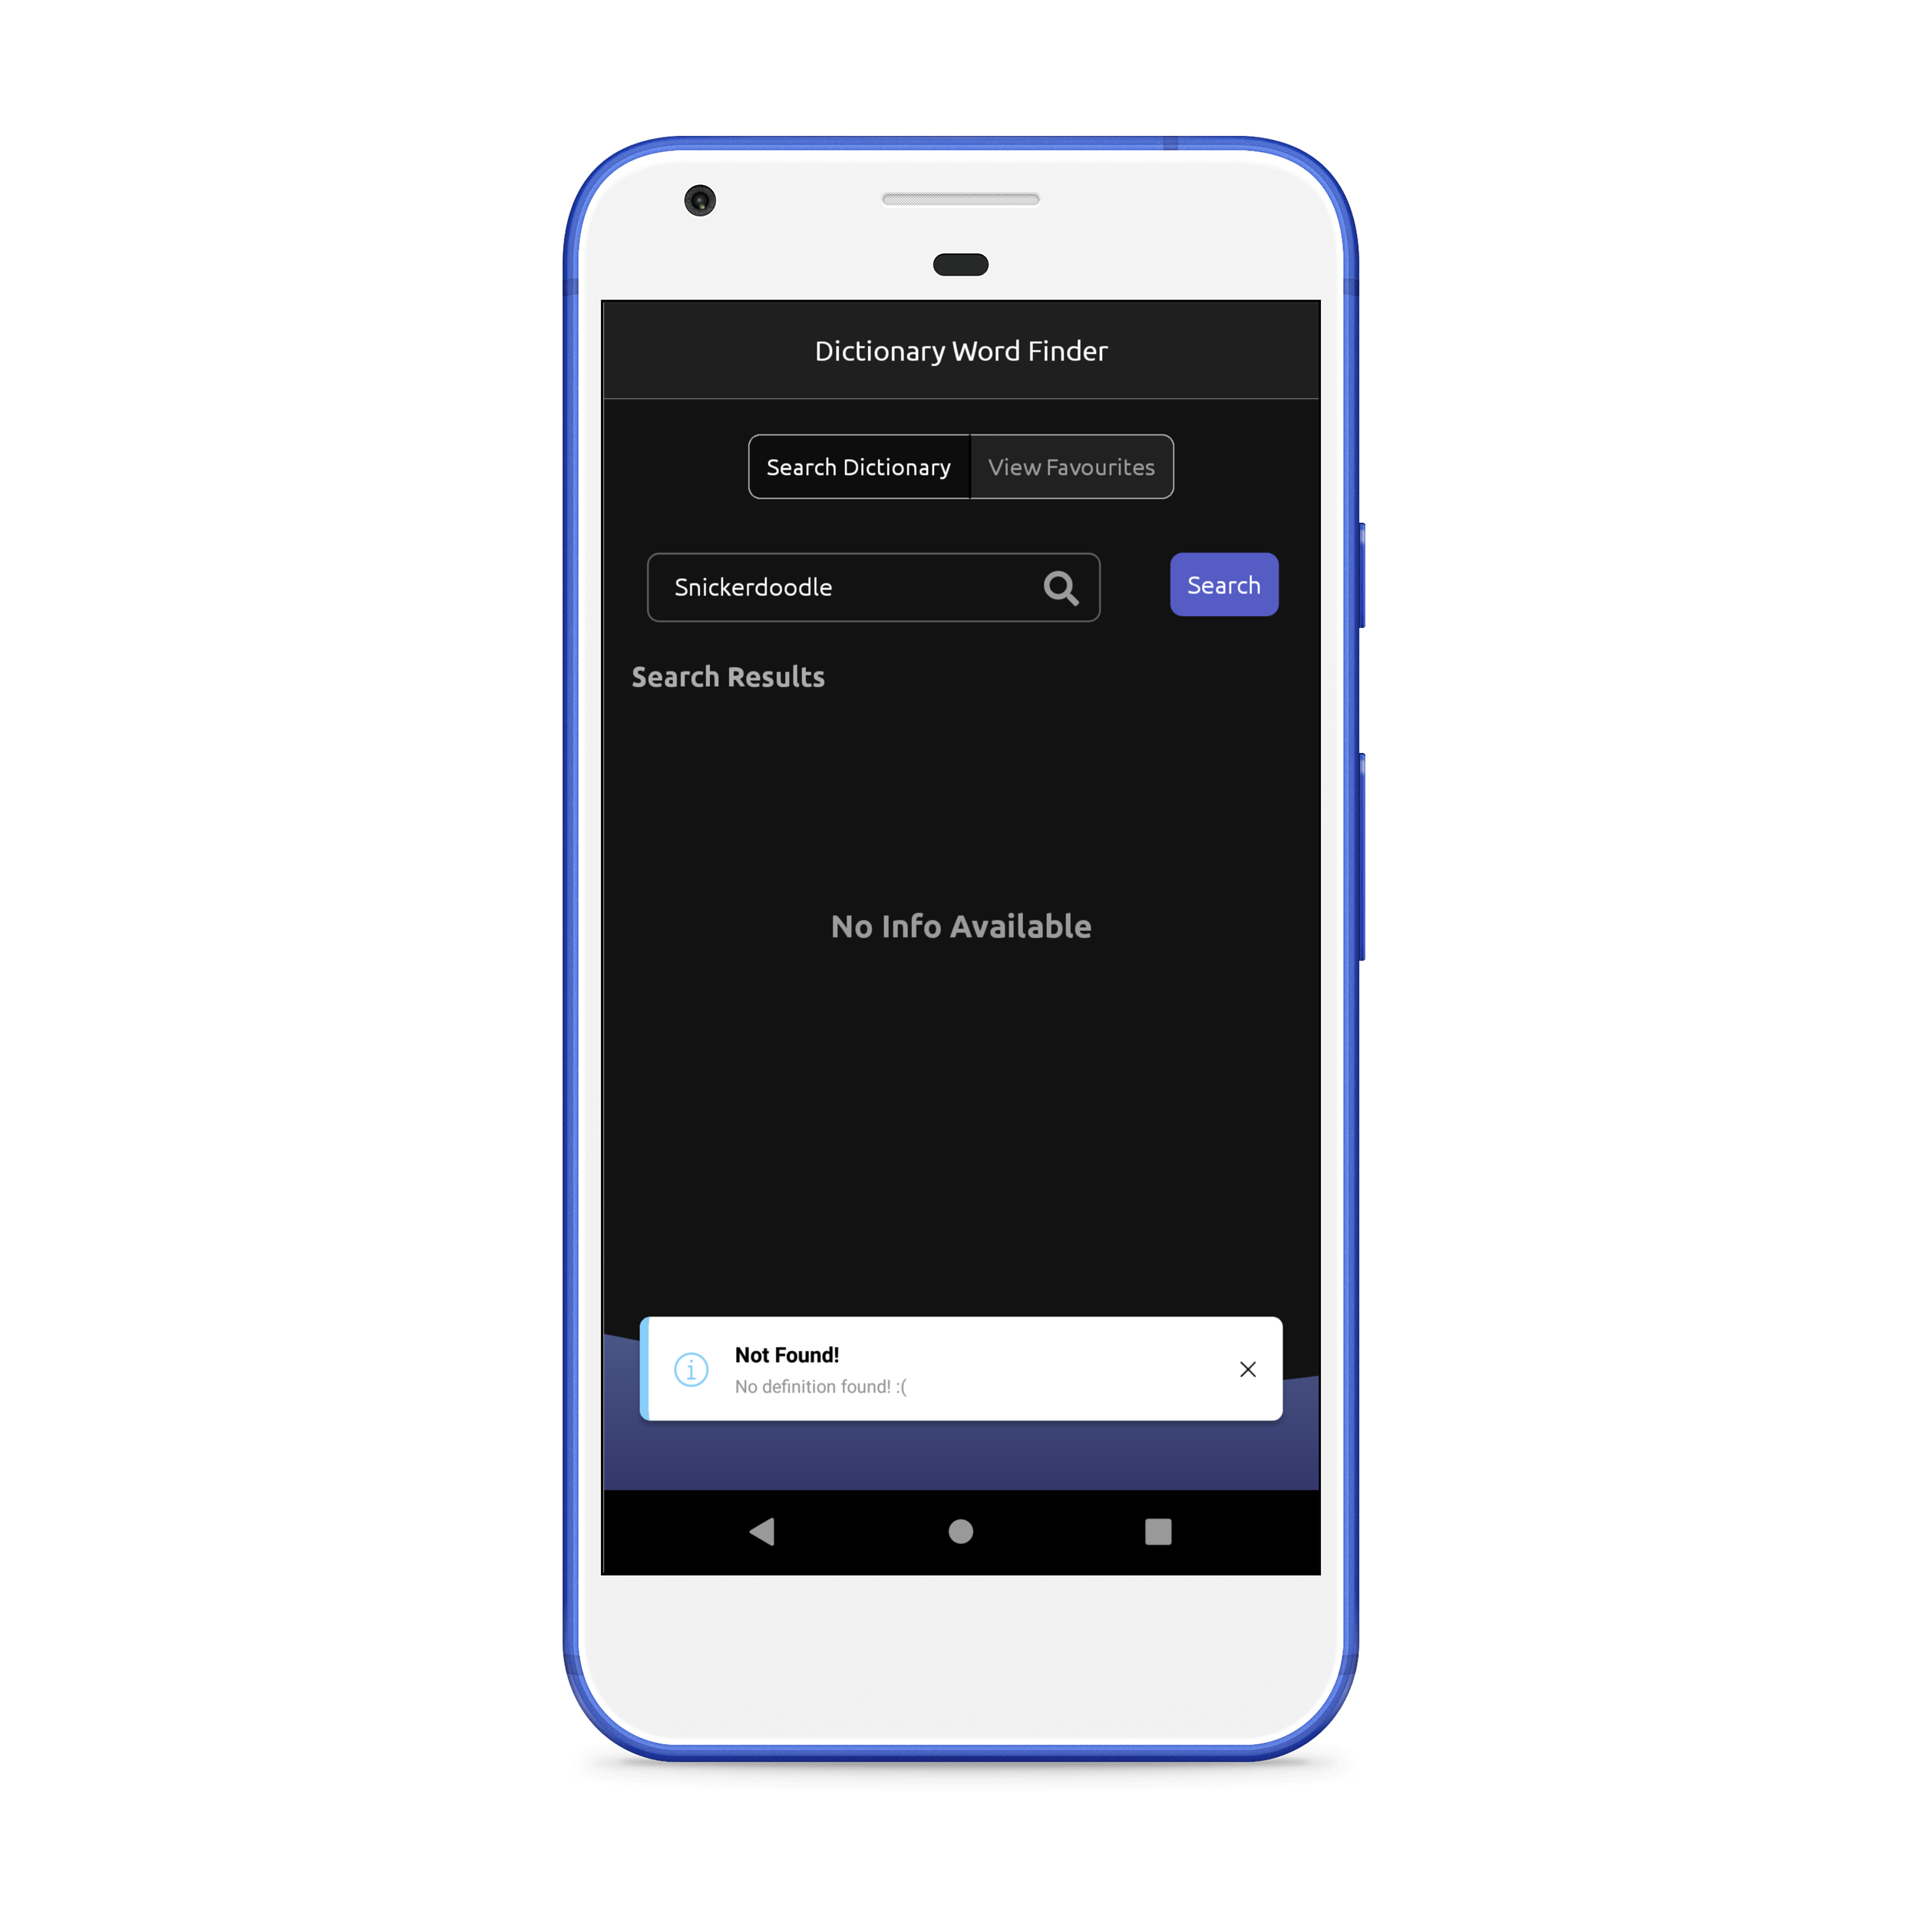 Dictionary Word Finder
Search Dictionary View Favourites
Snickerdoodle Search
Search Results
No Info Available
Not Found!
No definition found! :(